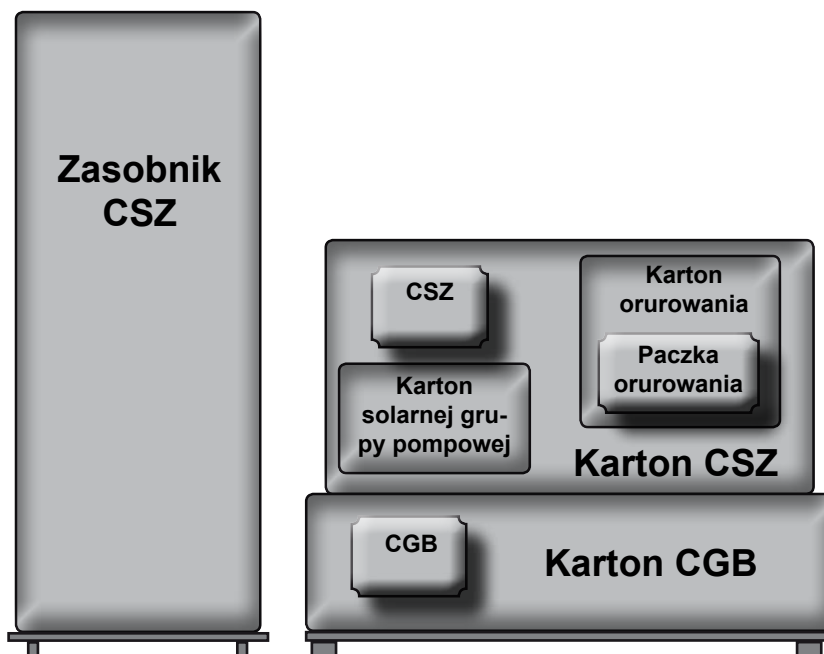 Zasobnik
CSZ
CSZ
Karton
orurowania
Paczka
orurowania
Karton
solarnej gru-
py pompowej
Karton CSZ
CGB
Karton CGB